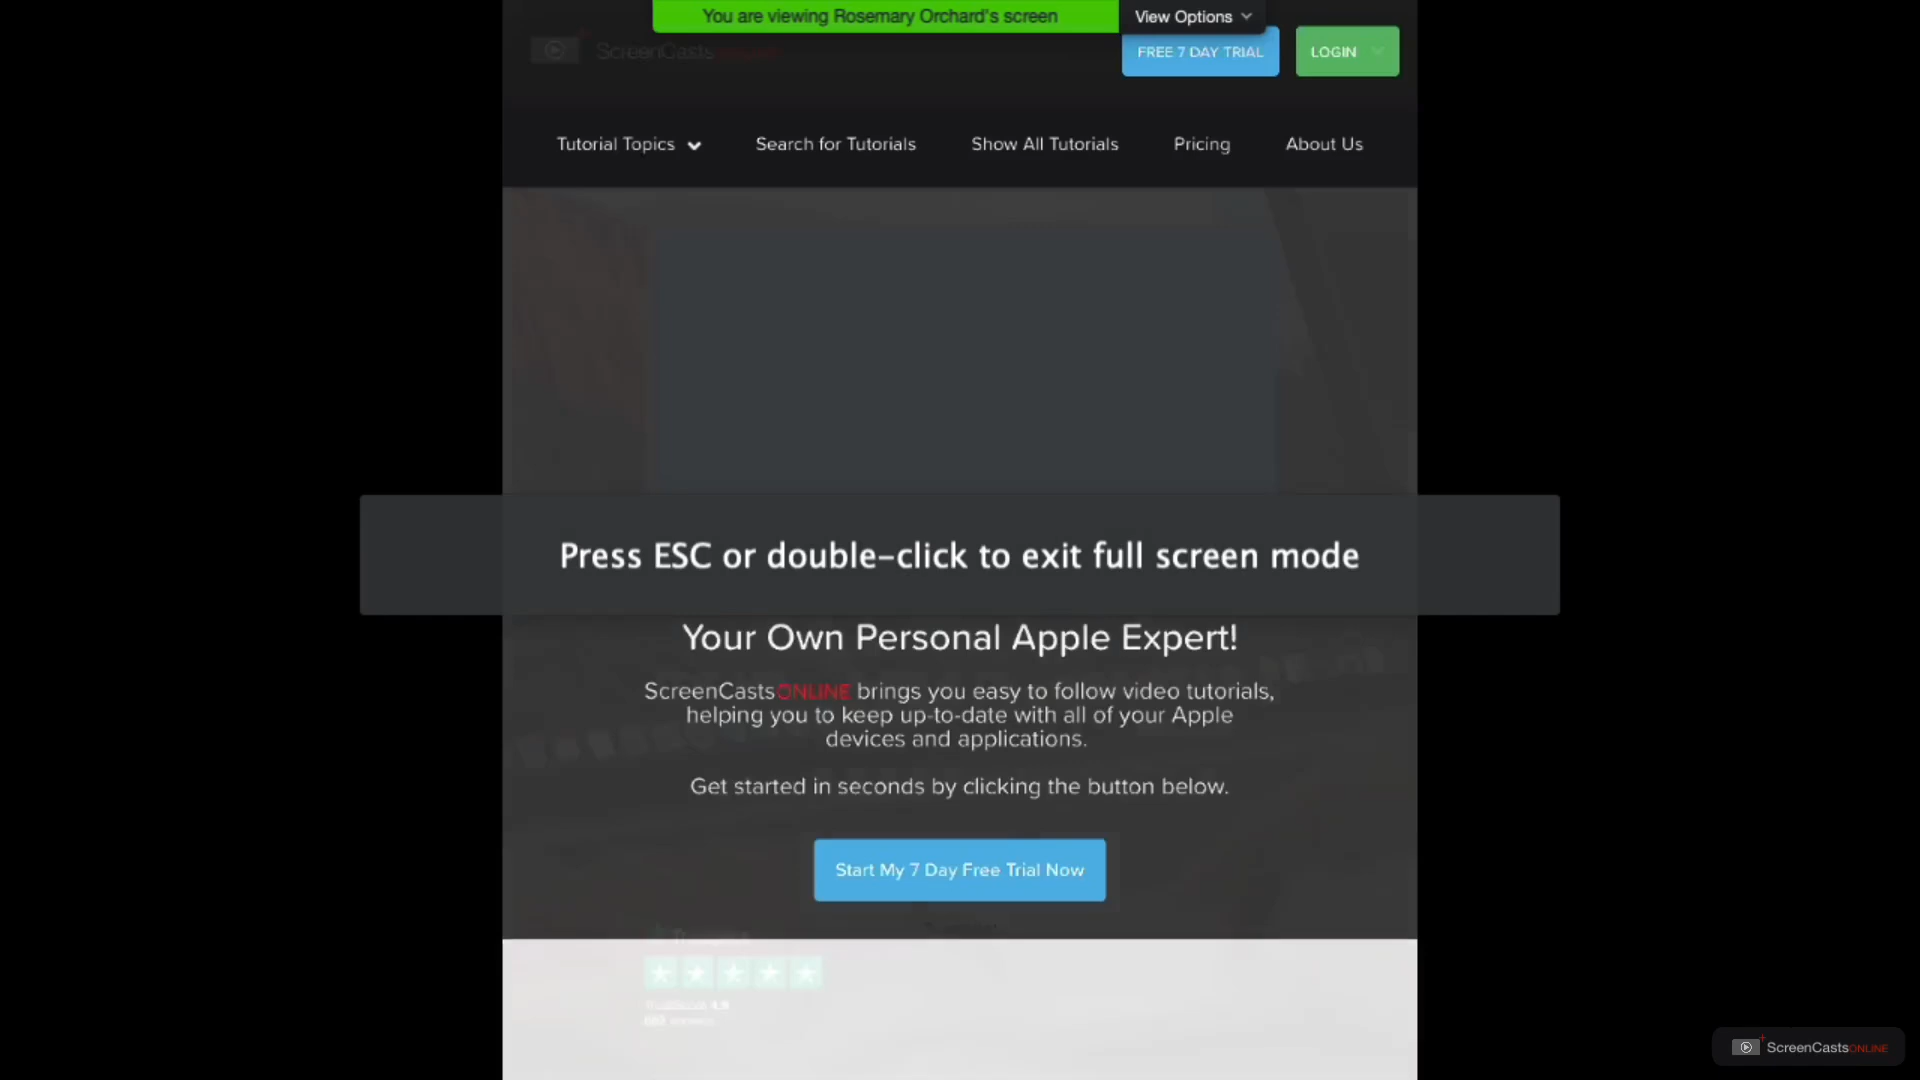 You are viewing Rosemary Orchard's screen
View Options
ScreenCasts
FREE 7 DAY TRIAL
LOGIN
Tutorial Topics
Search for Tutorials
Show All Tutorials
Pricing
About Us
Press ESC or double-click to exit full screen mode
Your Own Personal Apple Expert!
ScreenCastsONLINE brings you easy to follow video tutorials,
helping you to keep up-to-date with all of your Apple
devices and applications.
Get started in seconds by clicking the button below.
Start My 7 Day Free Trial Now
ScreenCastsONLINE